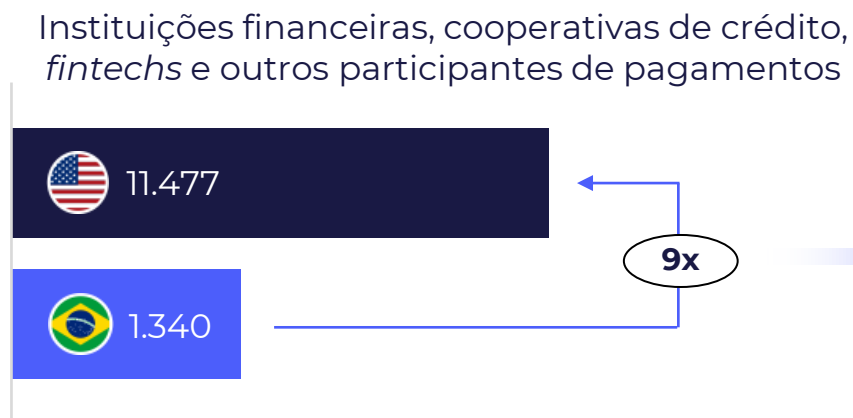 Instituições financeiras, cooperativas de crédito,
fintechs e outros participantes de pagamentos
11.477
9x
1.340